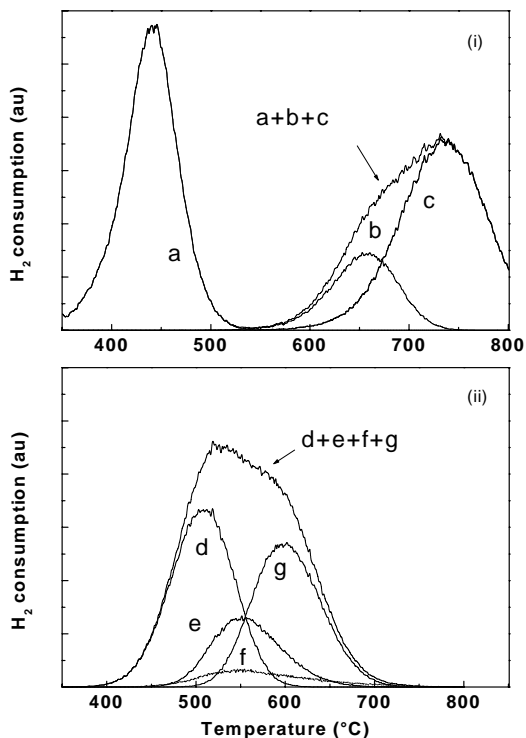 (i)
a+b+c
a
b
c
H2 consumption (au)
400 500 600 700 800
(ii)
d+e+f+g
d
g
e
f
H2 consumption (au)
400 500 600 700 800
Temperature (°C)